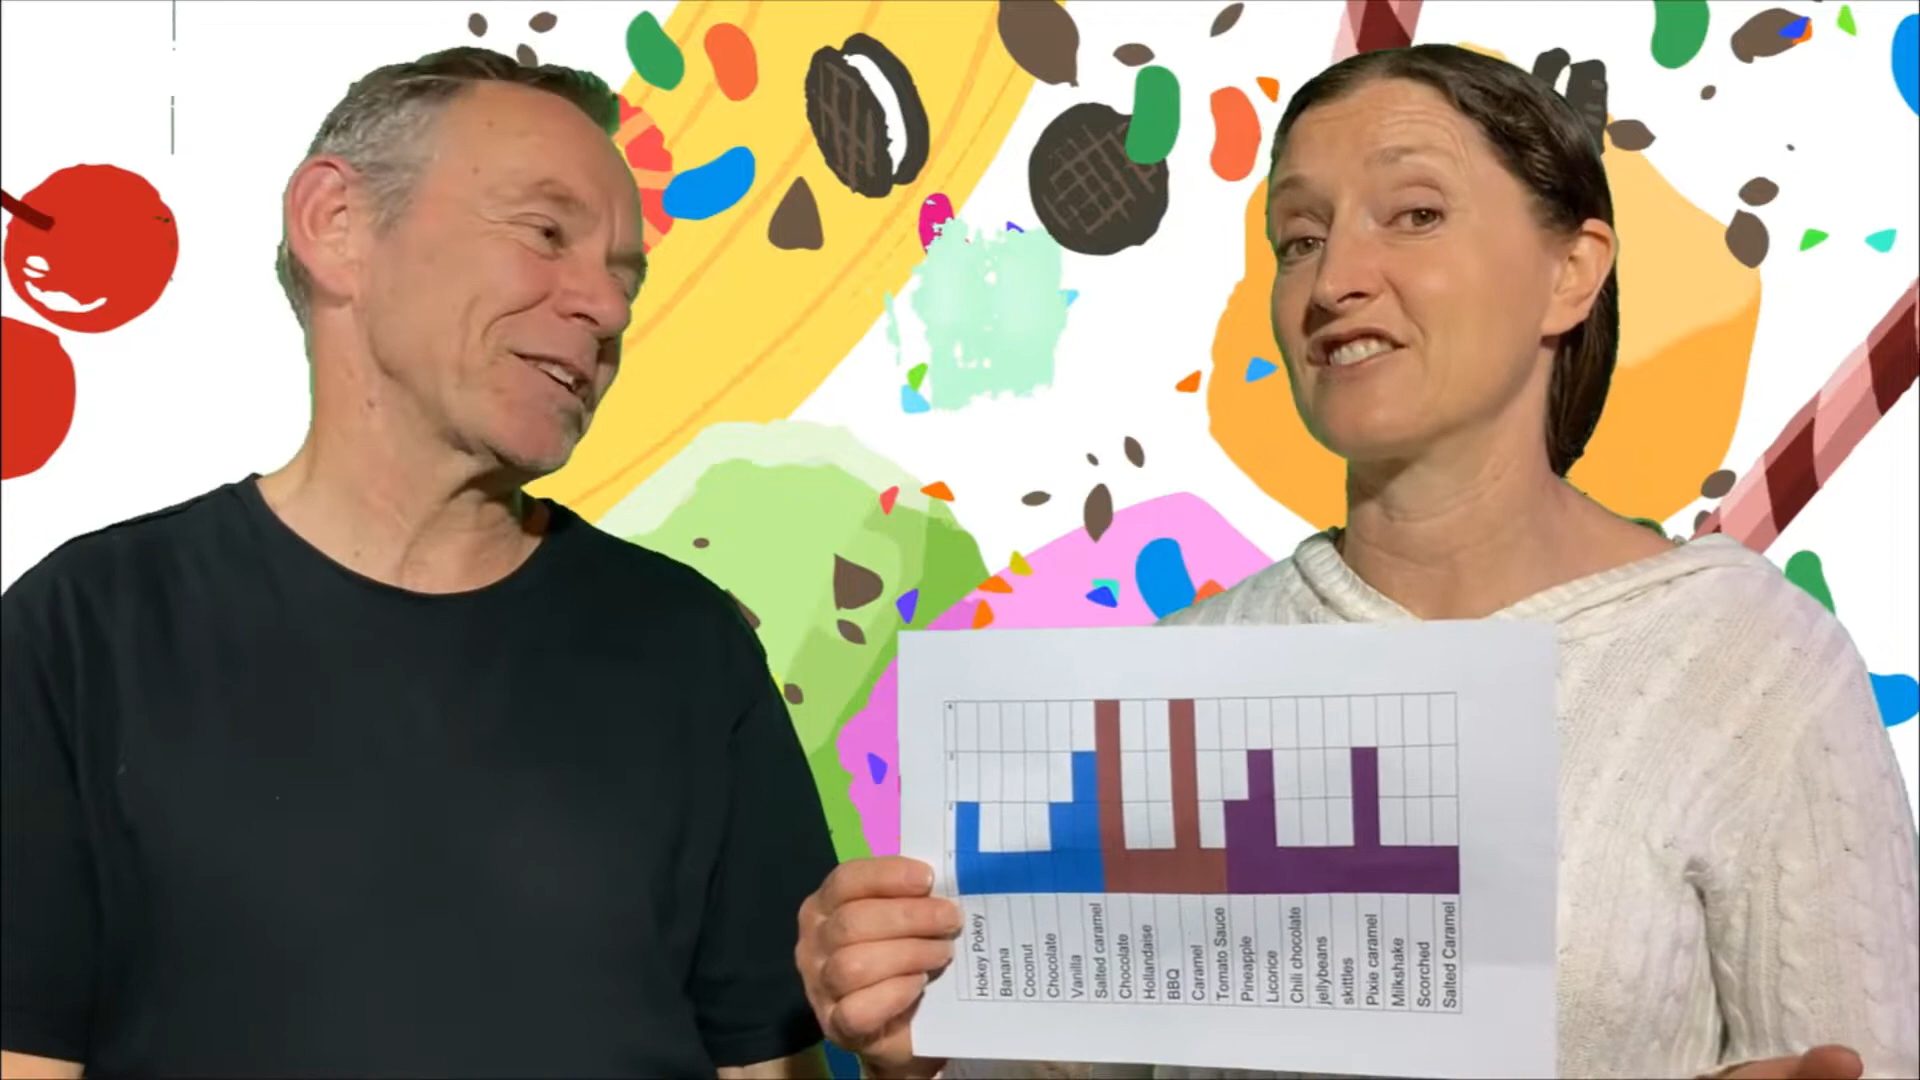 Hokey Pokey
Banana
Coconut
Chocolate
Vanilla
Salted caramel
Chocolate
Hollandaise
BBQ
Caramel
Tomato Sauce
Pineapple
Licorice
Chili chocolate
jellybeans
skittles
Pixie caramel
Milkshake
Scorched
Salted Caramel